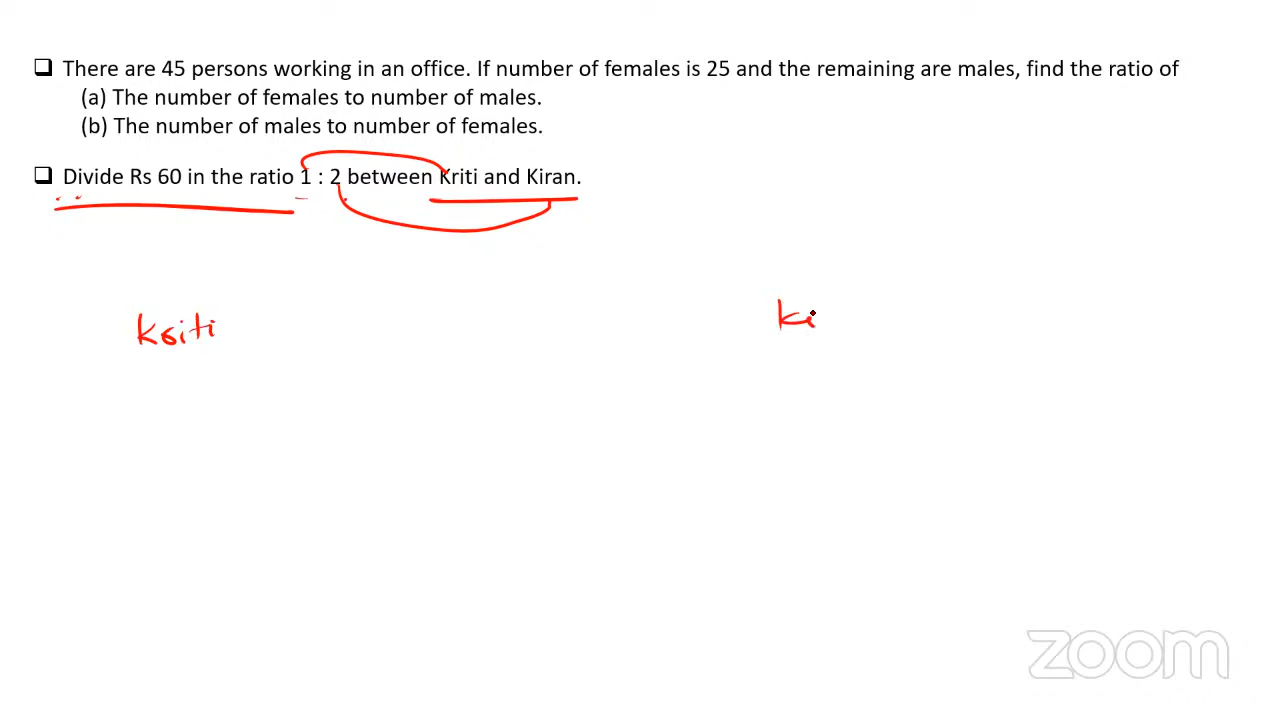 ❑ There are 45 persons working in an office. If number of females is 25 and the remaining are males, find the ratio of
(a) The number of females to number of males.
(b) The number of males to number of females.
❑ Divide Rs 60 in the ratio 1 : 2 between Kriti and Kiran.
Kriti
Ki
zoom